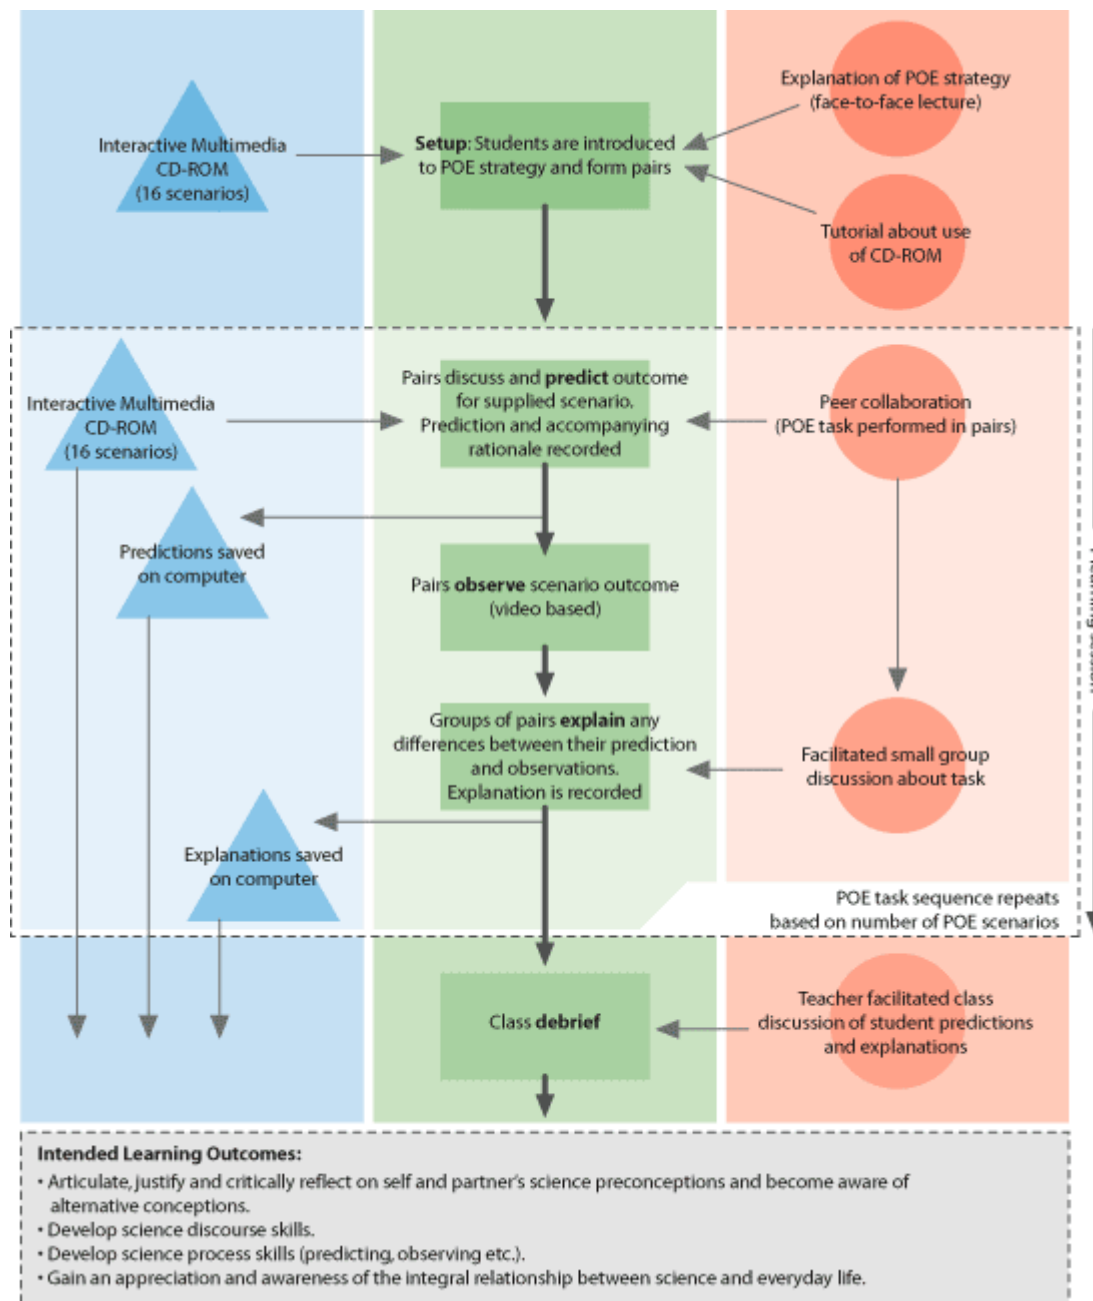 Explanation of POE strategy
(face-to-face lecture)
Interactive Multimedia
CD-ROM
(16 scenarios)
Setup: Students are introduced
to POE strategy and form pairs
Tutorial about use
of CD-ROM
Interactive Multimedia
CD-ROM
(16 scenarios)
Pairs discuss and predict outcome
for supplied scenario.
Prediction and accompanying
rationale recorded
Peer collaboration
(POE task performed in pairs)
Predictions saved
on computer
Pairs observe scenario outcome
(video based)
Groups of pairs explain any
differences between their prediction
and observations.
Explanation is recorded
Facilitated small group
discussion about task
Explanations saved
on computer
POE task sequence repeats
based on number of POE scenarios
Class debrief
Teacher facilitated class
discussion of student predictions
and explanations
Intended Learning Outcomes:
• Articulate, justify and critically reflect on self and partner's science preconceptions and become aware of
alternative conceptions.
• Develop science discourse skills.
• Develop science process skills (predicting, observing etc.).
• Gain an appreciation and awareness of the integral relationship between science and everyday life.